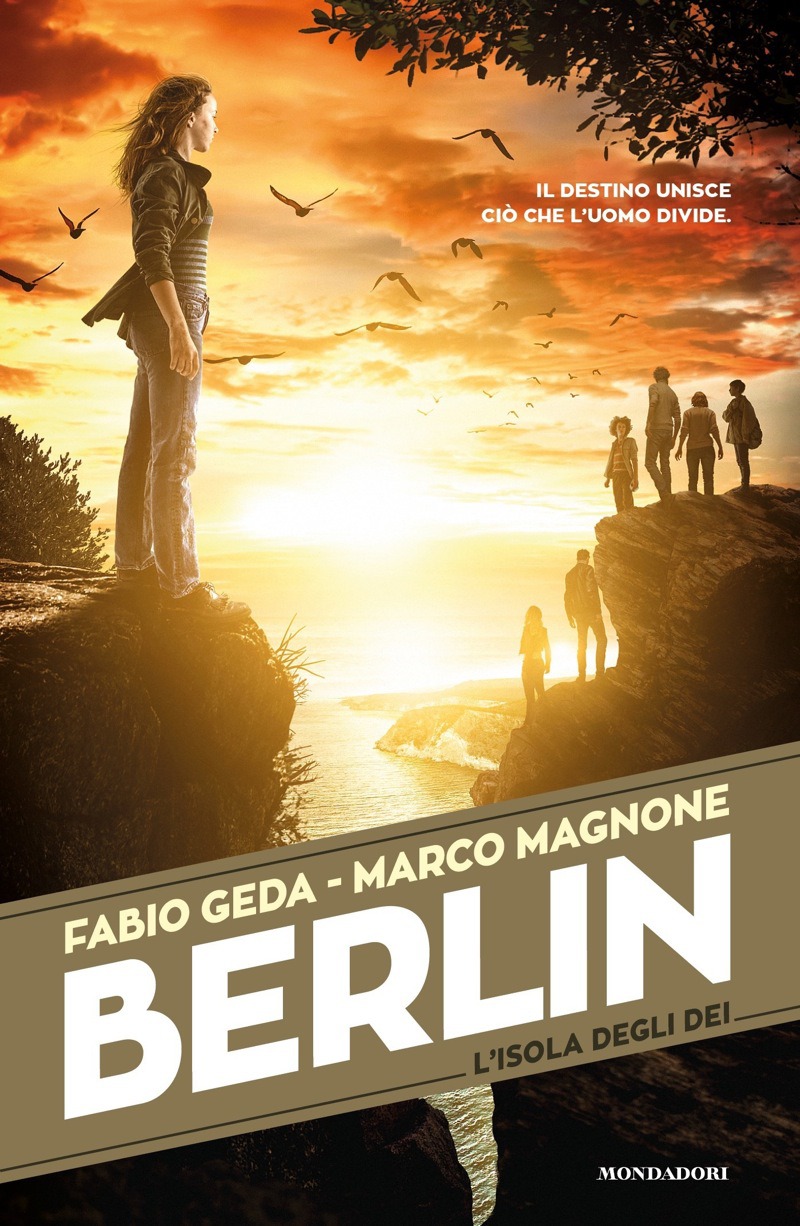 IL DESTINO UNISCE
CIÒ CHE L'UOMO DIVIDE.
FABIO GEDA - MARCO MAGNONE
BERLIN
L'ISOLA DEGLI DEI
MONDADORI